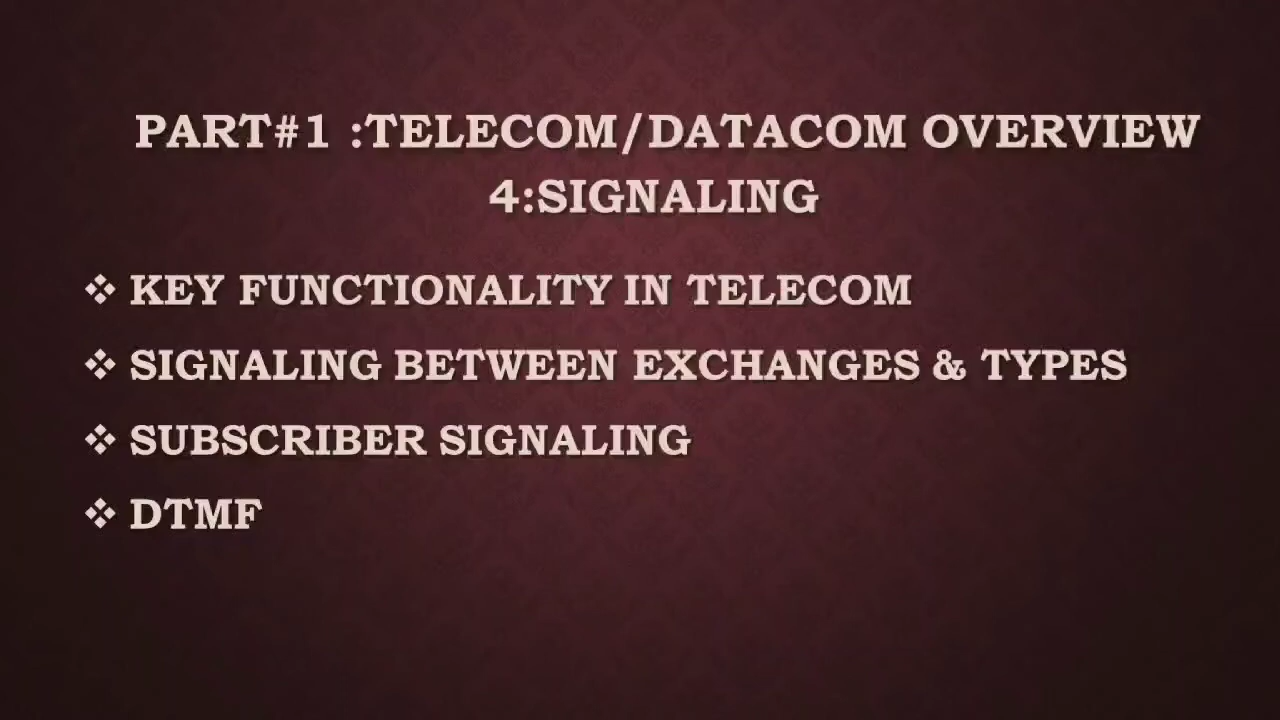 PART#1 :TELECOM/DATACOM OVERVIEW
4:SIGNALING
❖ KEY FUNCTIONALITY IN TELECOM
❖ SIGNALING BETWEEN EXCHANGES & TYPES
❖ SUBSCRIBER SIGNALING
❖ DTMF